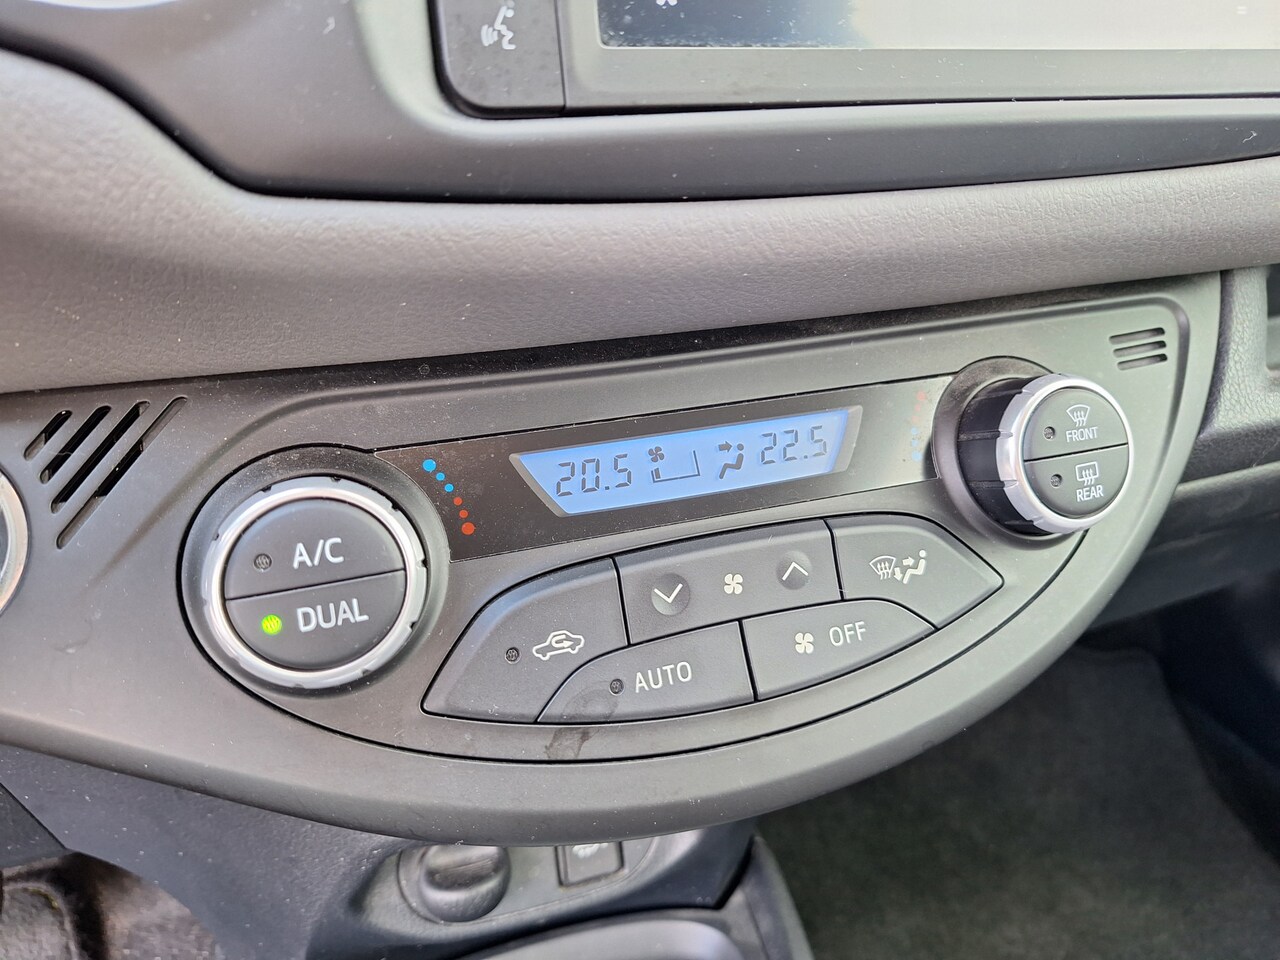 20.5 22.5
FRONT
REAR
A/C
DUAL
AUTO
OFF